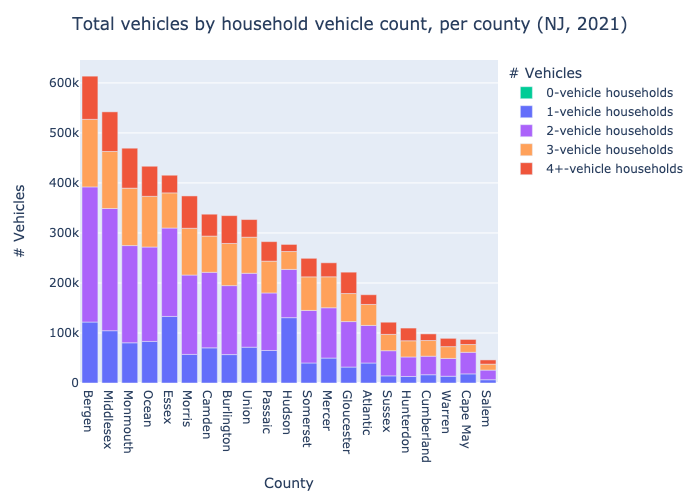 Total vehicles by household vehicle count, per county (NJ, 2021)
# Vehicles
0-vehicle households
1-vehicle households
2-vehicle households
3-vehicle households
4+-vehicle households
600k
500k
400k
300k
200k
100k
0
# Vehicles
Bergen
Middlesex
Monmouth
Ocean
Essex
Morris
Camden
Burlington
Union
Passaic
Hudson
Somerset
Mercer
Gloucester
Atlantic
Sussex
Hunterdon
Cumberland
Warren
Cape May
Salem
County